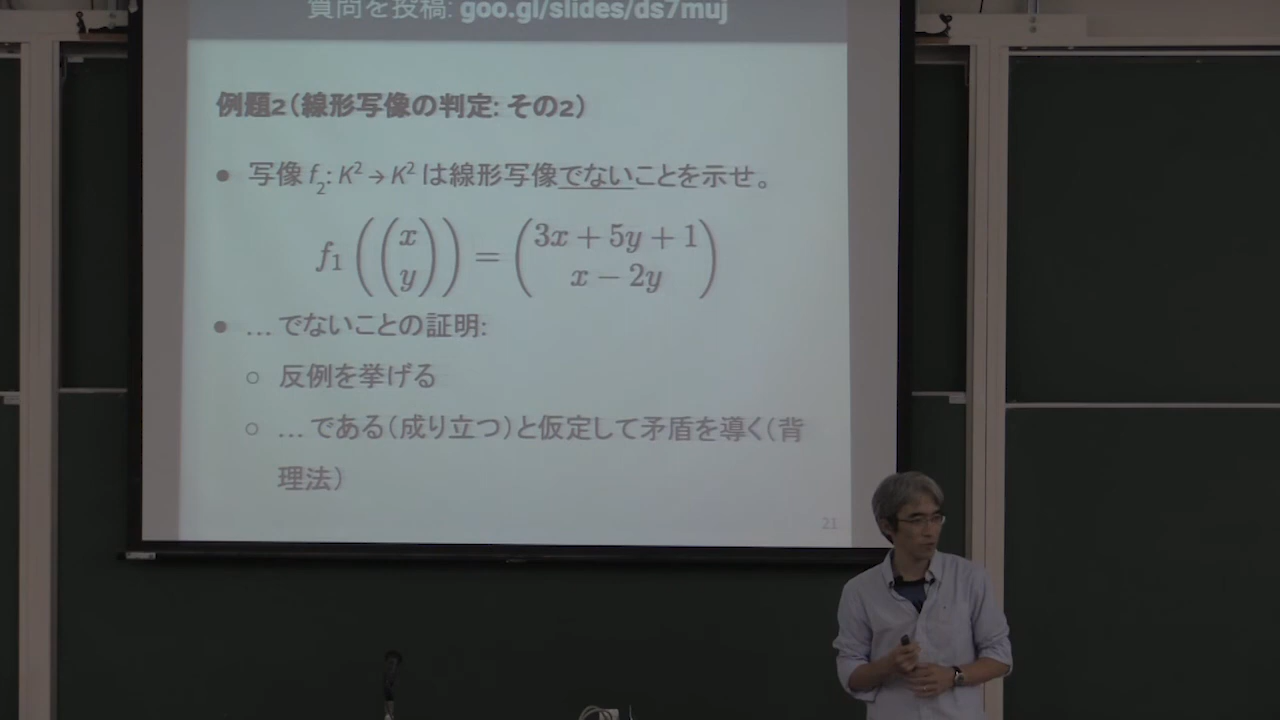 質問を投稿: goo.gl/slides/ds7muj
例題2（線形写像の判定: その2）
● 写像 f₂: K² → K² は線形写像でないことを示せ。
f₁((x y)) = (3x + 5y + 1 x − 2y)
● … でないことの証明:
○ 反例を挙げる
○ … である（成り立つ）と仮定して矛盾を導く（背
理法）
21